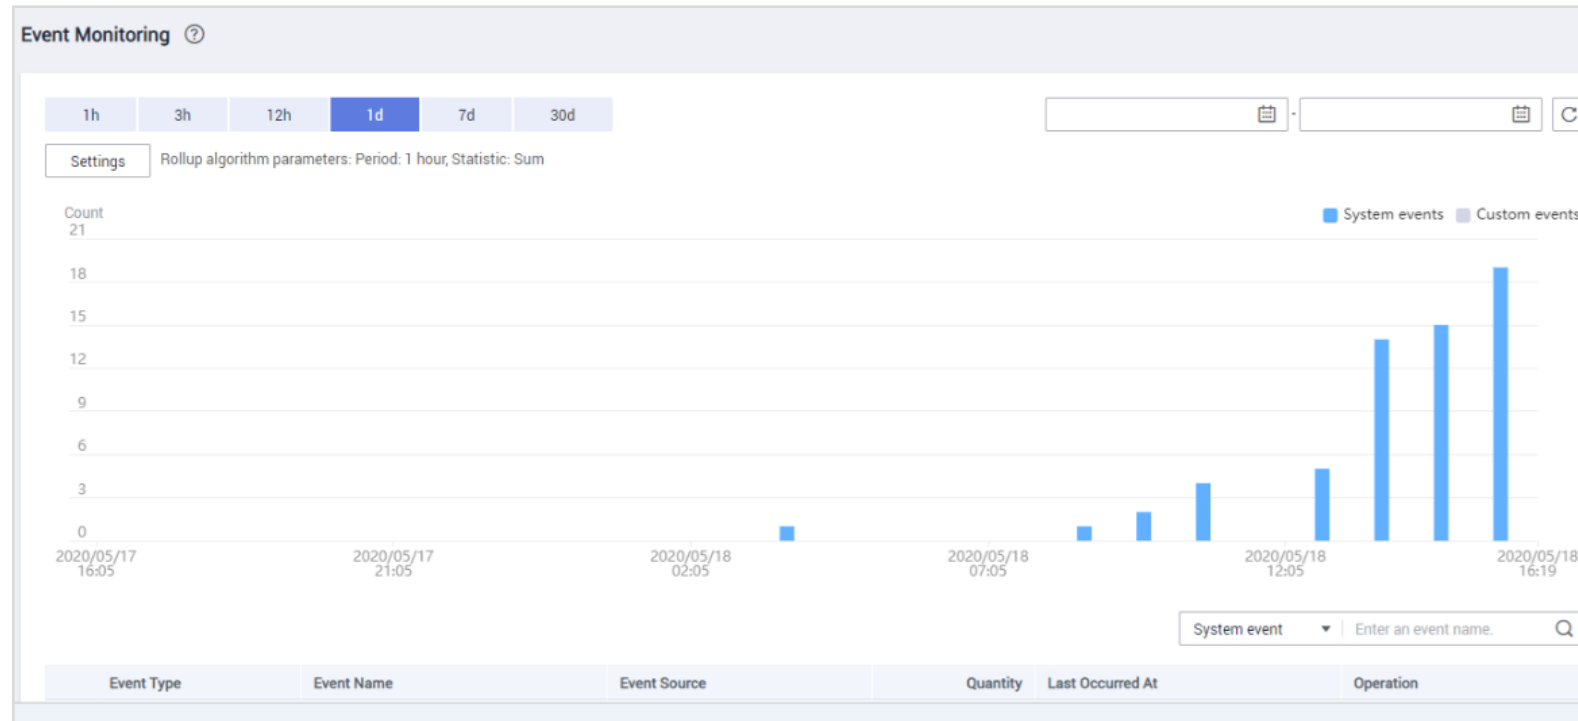 Event Monitoring ?
1h 3h 12h 1d 7d 30d
-
Settings Rollup algorithm parameters: Period: 1 hour, Statistic: Sum
Count
System events Custom events
21
18
15
12
9
6
3
0
2020/05/17 2020/05/17 2020/05/18 2020/05/18 2020/05/18 2020/05/18
16:05 21:05 02:05 07:05 12:05 16:19
System event Enter an event name.
Event Type Event Name Event Source Quantity Last Occurred At Operation